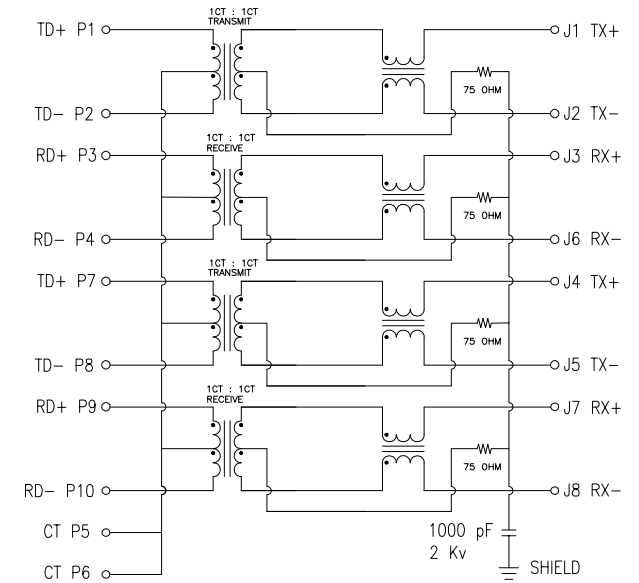 1CT : 1CT
TRANSMIT
TD+ P1
J1 TX+
75 OHM
TD- P2
J2 TX-
1CT : 1CT
RECEIVE
RD+ P3
J3 RX+
75 OHM
RD- P4
J6 RX-
1CT : 1CT
TRANSMIT
TD+ P7
J4 TX+
75 OHM
TD- P8
J5 TX-
1CT : 1CT
RECEIVE
RD+ P9
J7 RX+
75 OHM
RD- P10
J8 RX-
CT P5
1000 pF
2 Kv
CT P6
SHIELD